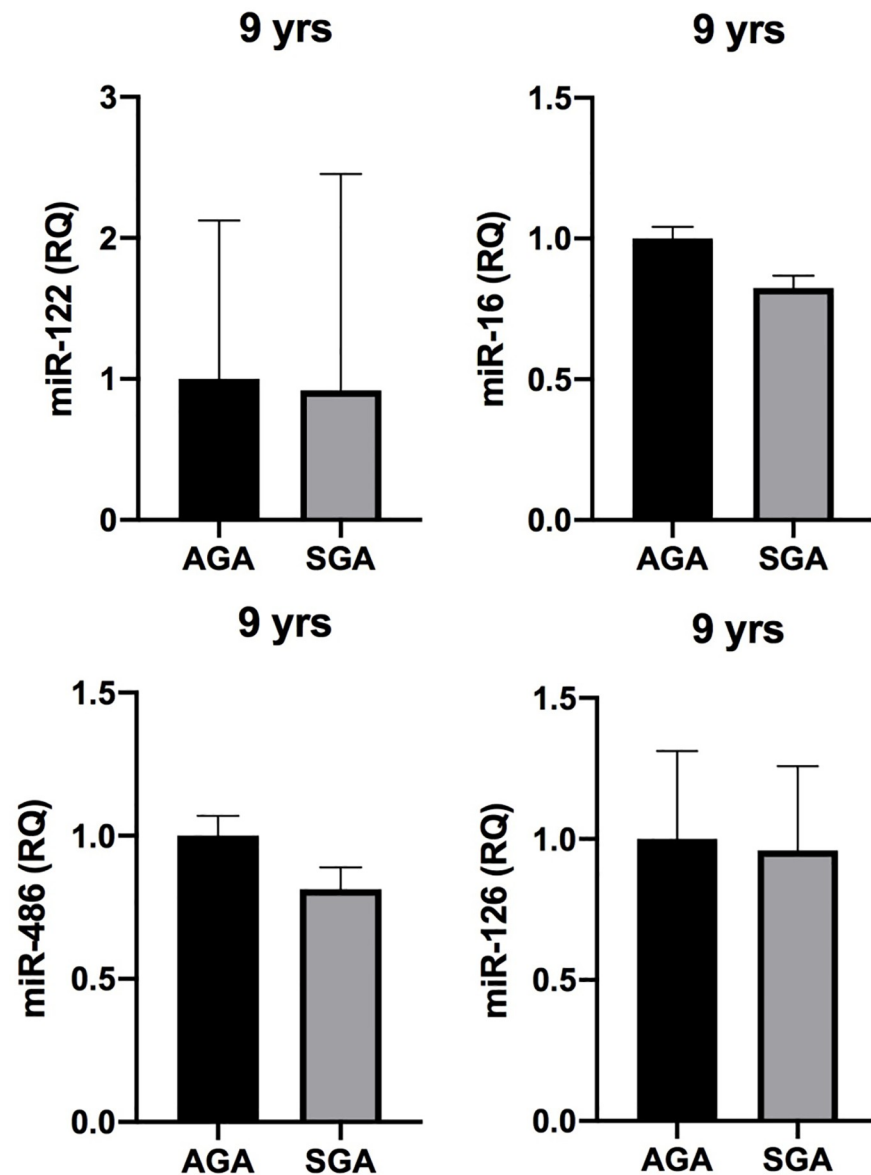 9 yrs
miR-122 (RQ)
3
2
1
0
AGA SGA
9 yrs
miR-16 (RQ)
1.5
1.0
0.5
0.0
AGA SGA
9 yrs
miR-486 (RQ)
1.5
1.0
0.5
0.0
AGA SGA
9 yrs
miR-126 (RQ)
1.5
1.0
0.5
0.0
AGA SGA